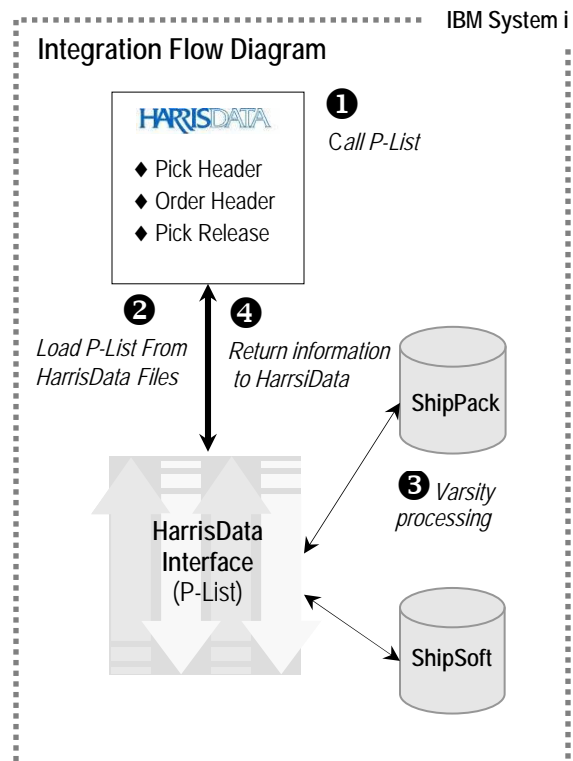 IBM System i
Integration Flow Diagram
HARRISDATA
♦ Pick Header
♦ Order Header
♦ Pick Release
❶
Call P-List
❷
Load P-List From
HarrisData Files
❹
Return information
to HarrsiData
ShipPack
❸ Varsity
processing
HarrisData
Interface
(P-List)
ShipSoft